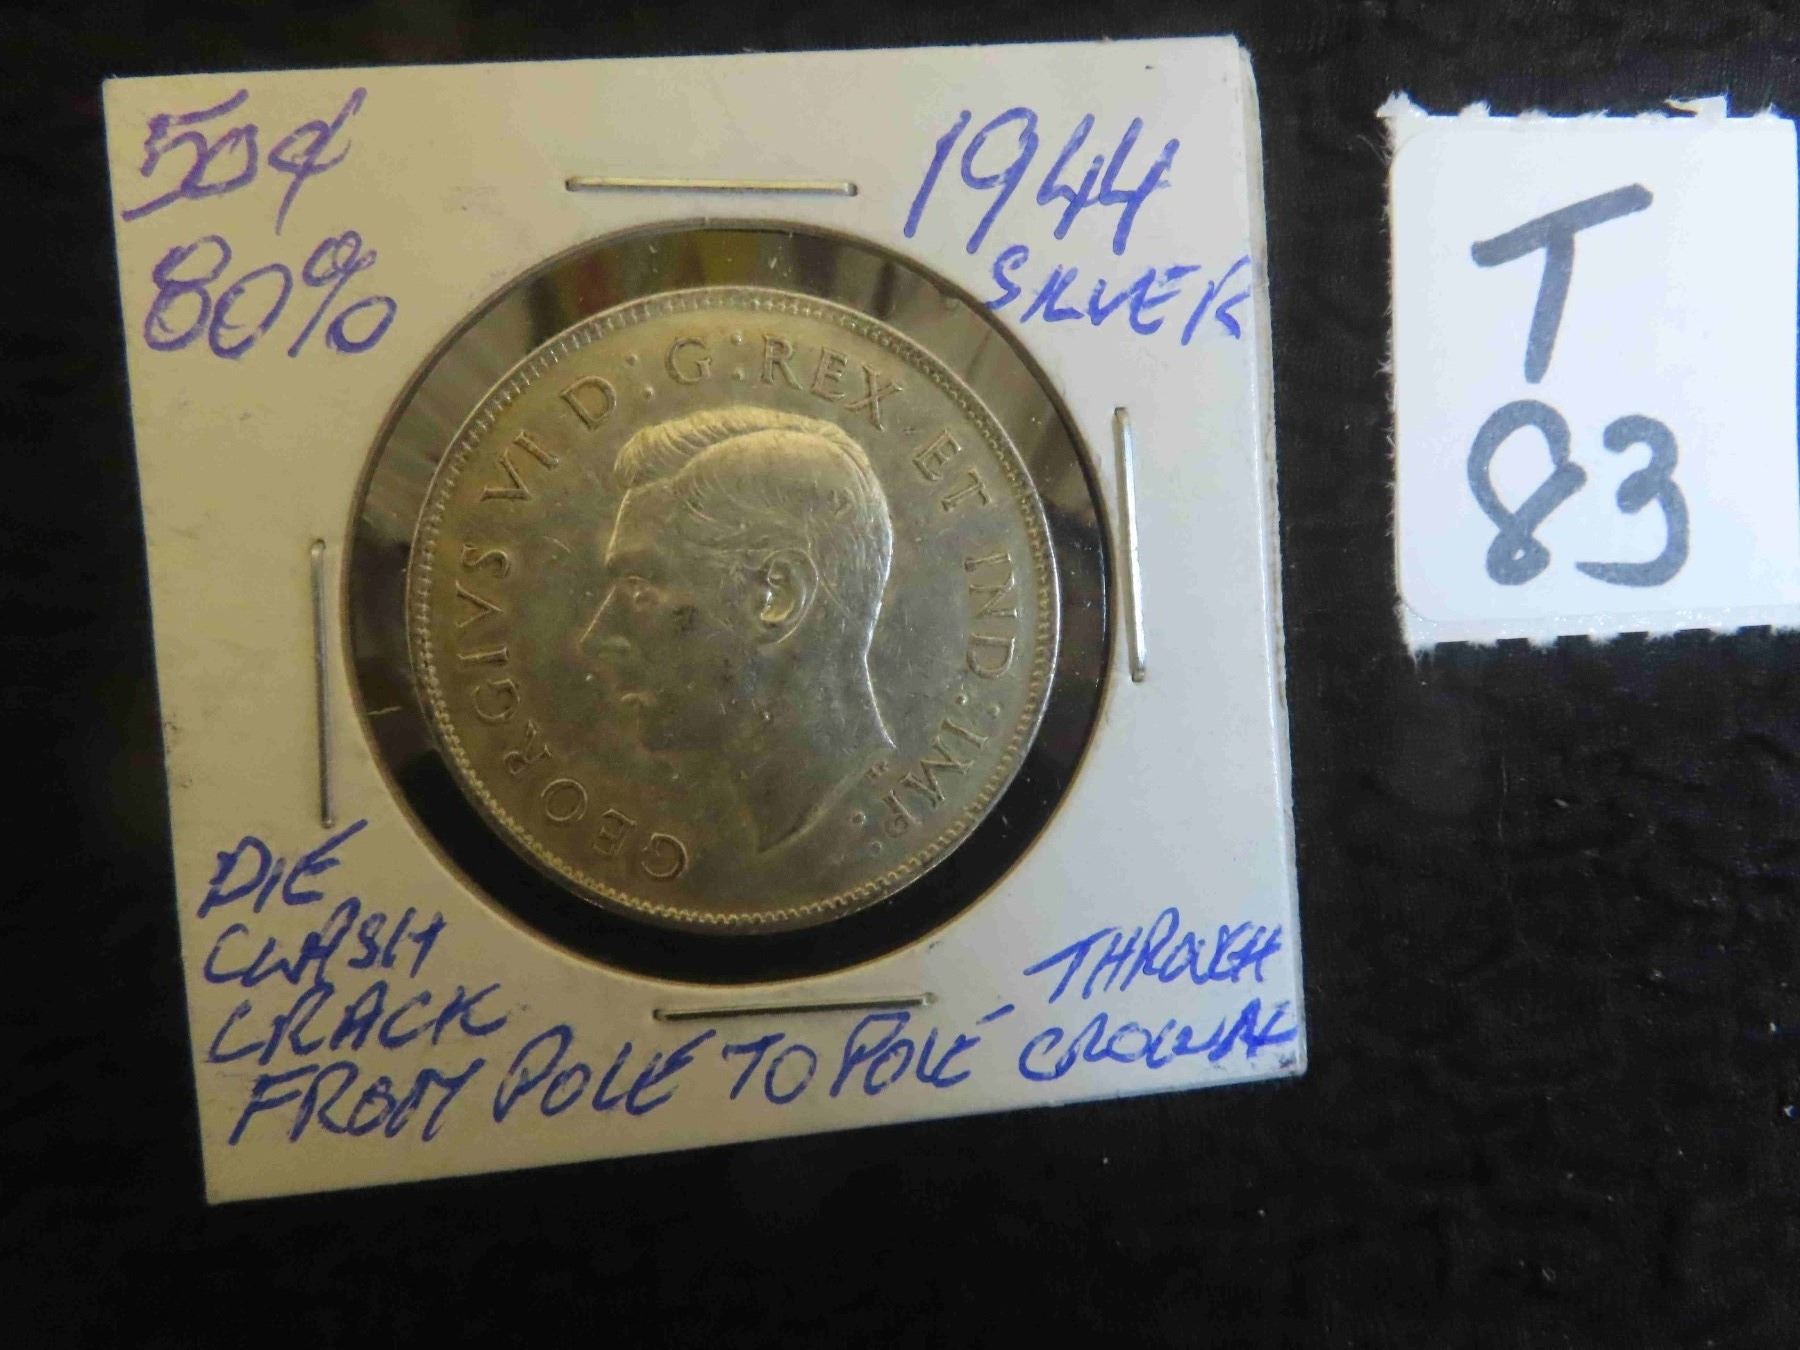 50¢
80%
1944
SILVER
GEORGIVS VI D:G:REX ET IND:IMP:
DIE
CLASH
CRACK
FROM POLE TO POLE
THROUGH
CROWN
T
83